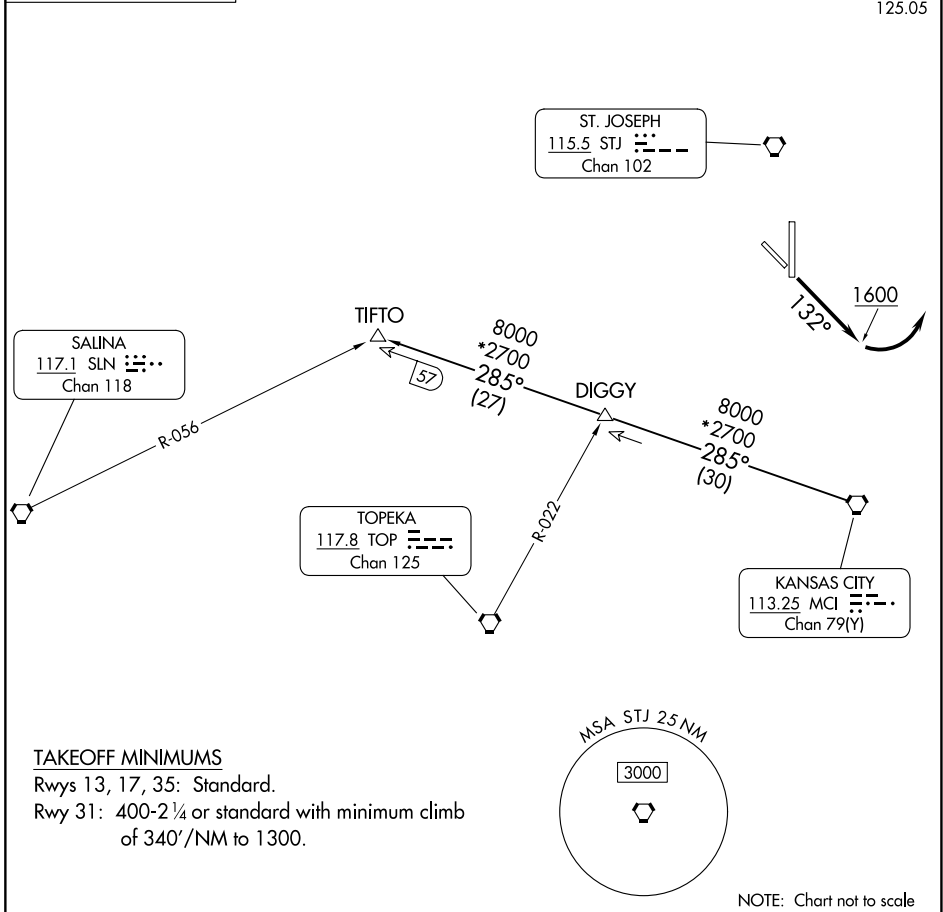 125.05
ST. JOSEPH
115.5 STJ
Chan 102
1600
132°
TIFTO
8000
*2700
285°
(27)
57
SALINA
117.1 SLN
Chan 118
DIGGY
8000
*2700
285°
(30)
R-056
R-022
TOPEKA
117.8 TOP
Chan 125
KANSAS CITY
113.25 MCI
Chan 79(Y)
MSA STJ 25 NM
3000
TAKEOFF MINIMUMS
Rwys 13, 17, 35: Standard.
Rwy 31: 400-2¼ or standard with minimum climb
of 340'/NM to 1300.
NOTE: Chart not to scale